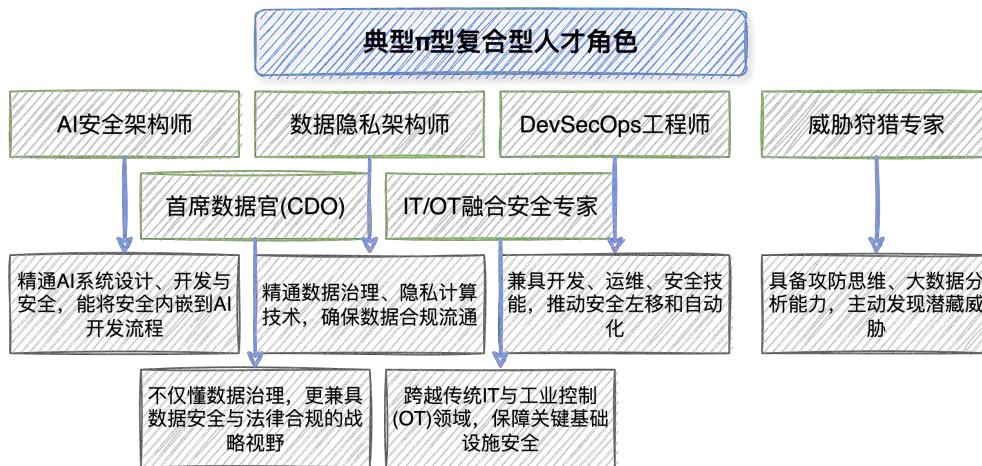 典型π型复合型人才角色
AI安全架构师
数据隐私架构师
DevSecOps工程师
威胁狩猎专家
首席数据官(CDO)
IT/OT融合安全专家
精通AI系统设计、开发与
安全，能将安全内嵌到AI
开发流程
精通数据治理、隐私计算
技术，确保数据合规流通
兼具开发、运维、安全技
能，推动安全左移和自动
化
具备攻防思维、大数据分
析能力，主动发现潜藏威
胁
不仅懂数据治理，更兼具
数据安全与法律合规的战
略视野
跨越传统IT与工业控制
(OT)领域，保障关键基础
设施安全